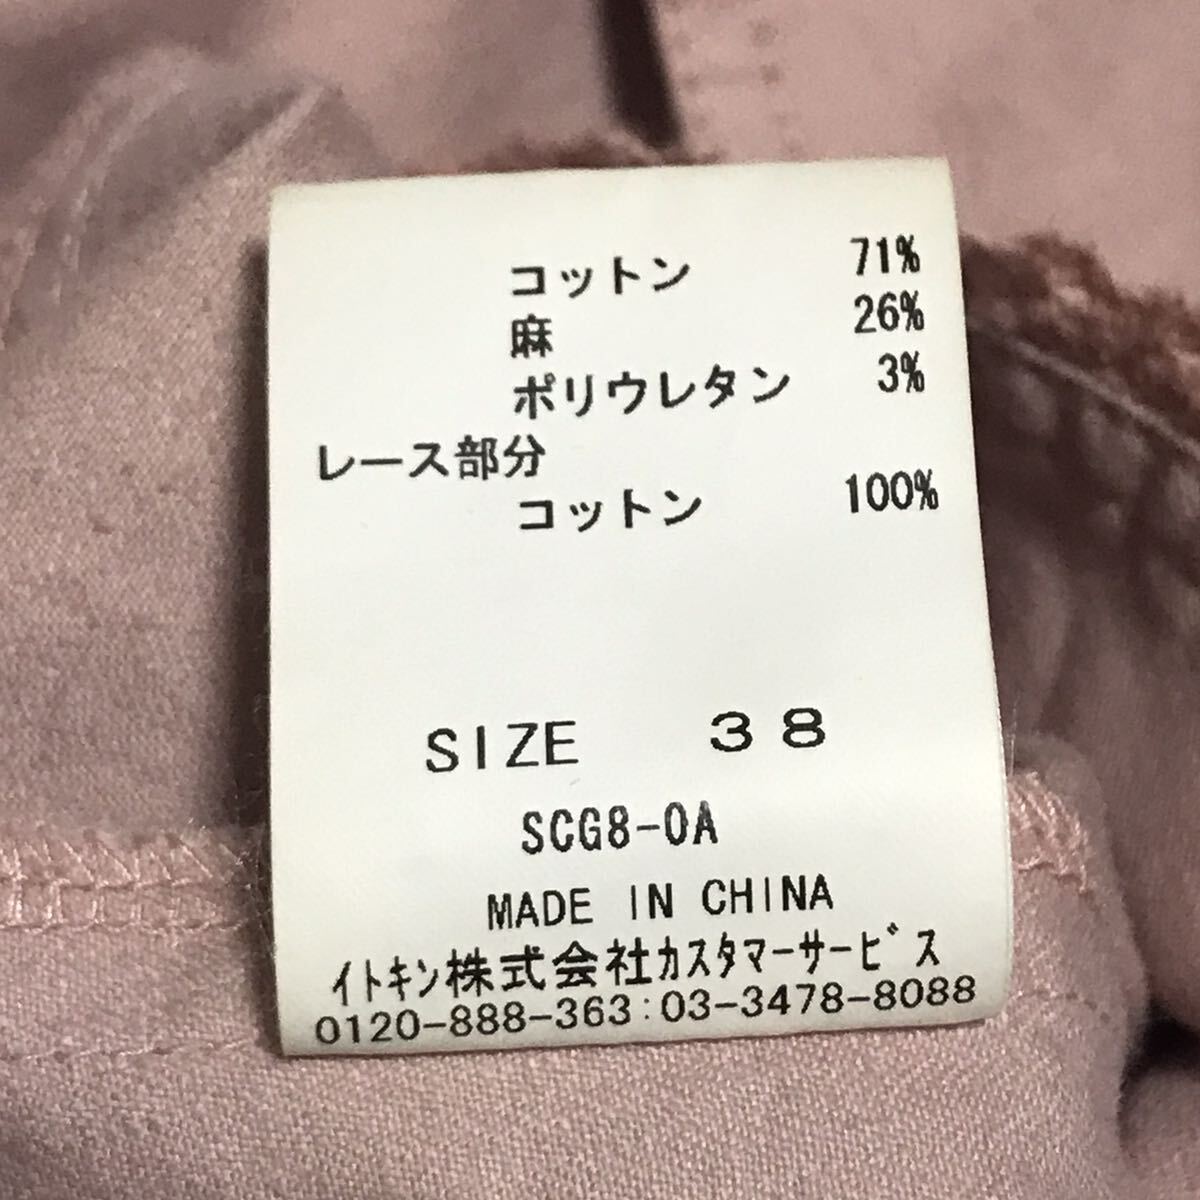 コットン 71%
麻 26%
ポリウレタン 3%
レース部分
コットン 100%
SIZE 38
SCG8-0A
MADE IN CHINA
イトキン株式会社カスタマーサービス
0120-888-363:03-3478-8088